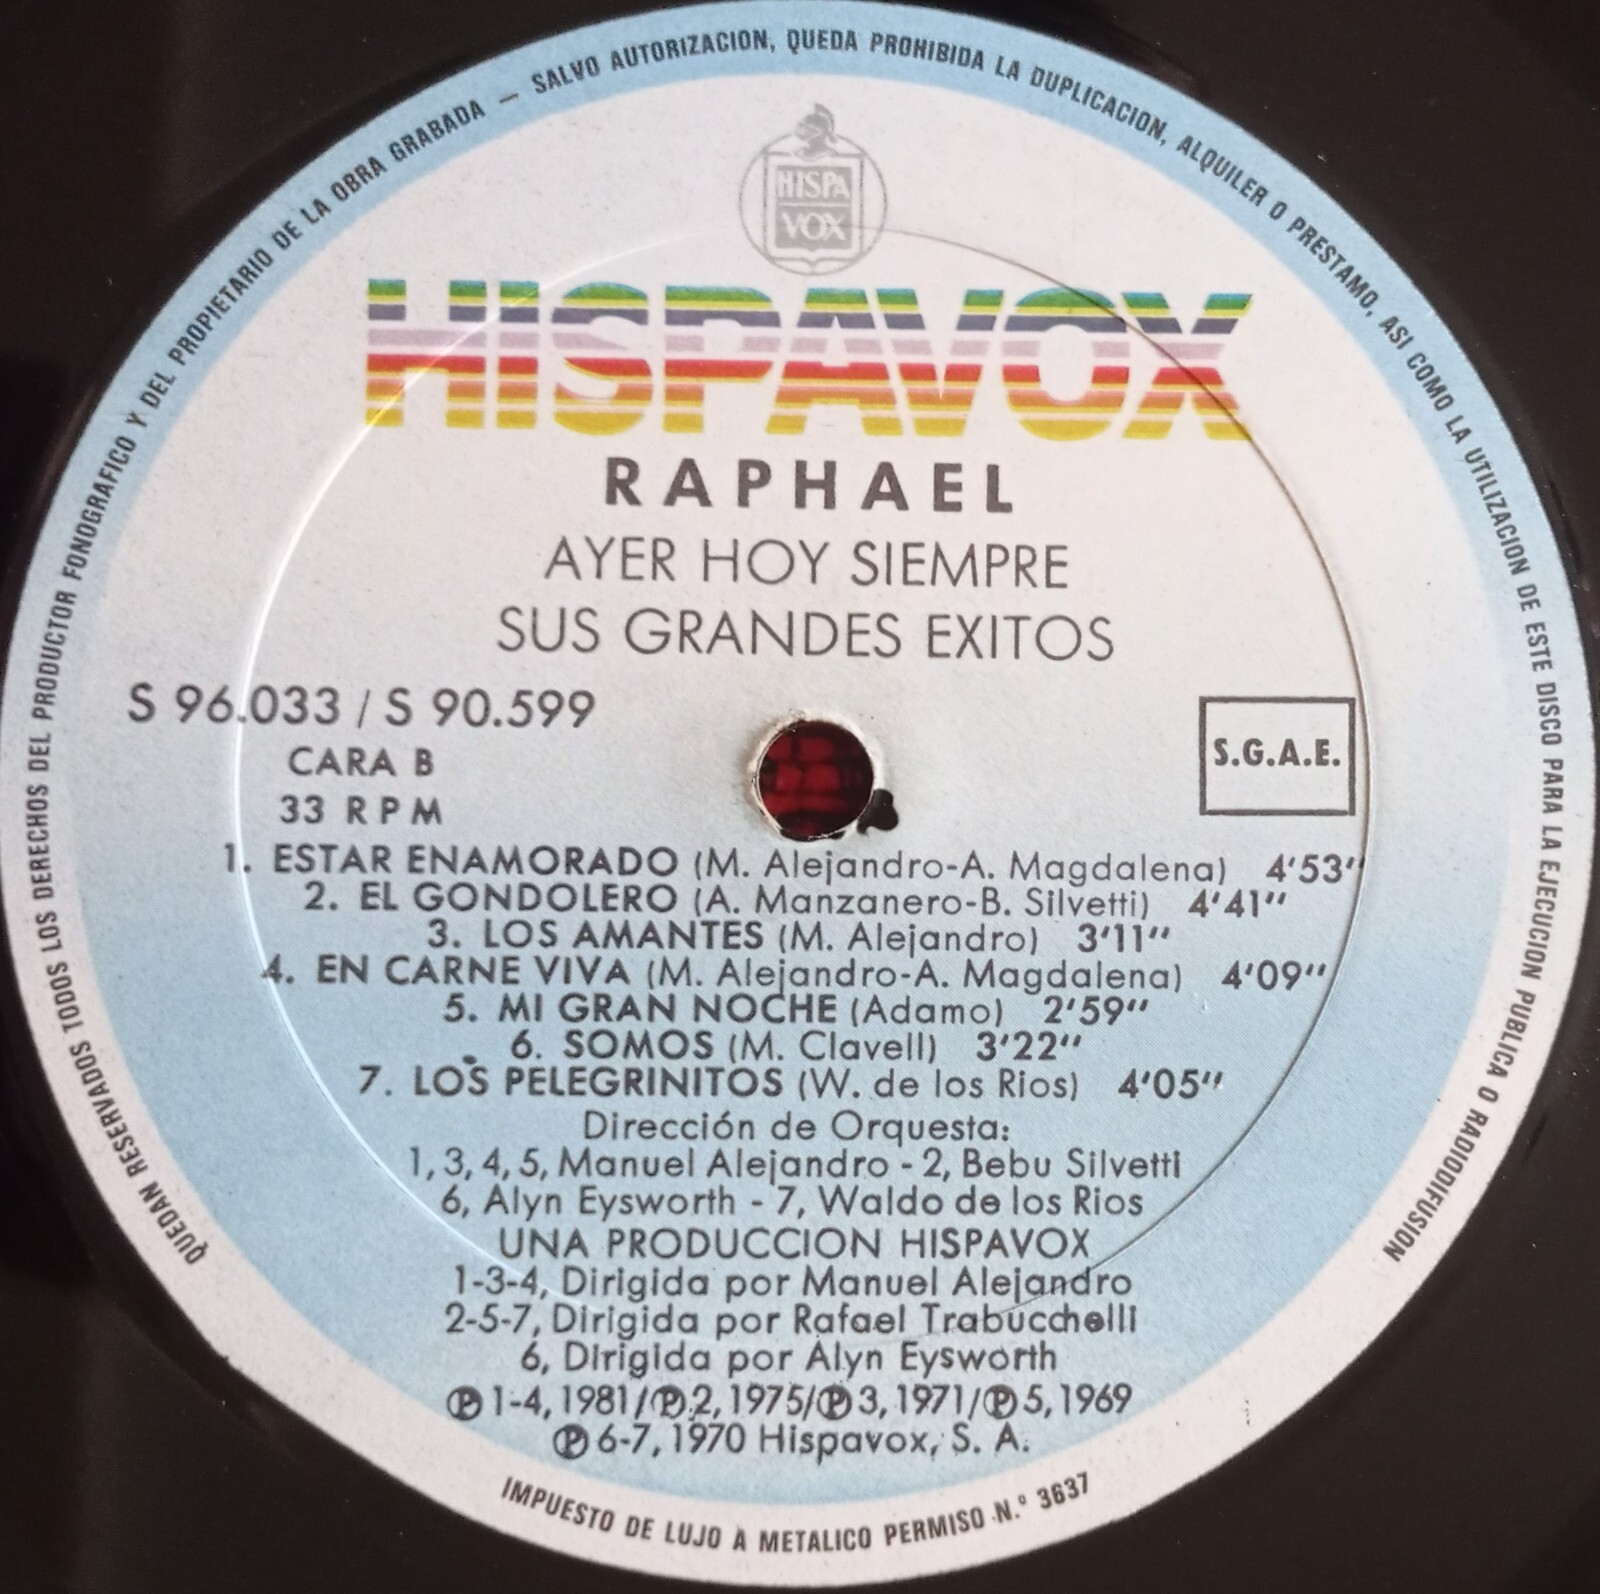 QUEDAN RESERVADOS TODOS LOS DERECHOS DEL PRODUCTOR FONOGRAFICO Y DEL PROPIETARIO DE LA OBRA GRABADA — SALVO AUTORIZACION, QUEDA PROHIBIDA LA DUPLICACION, ALQUILER O PRESTAMO, ASI COMO LA UTILIZACION DE ESTE DISCO PARA LA EJECUCION PUBLICA O RADIODIFUSION
HISPA
VOX
HISPAVOX
RAPHAEL
AYER HOY SIEMPRE
SUS GRANDES EXITOS
S 96.033 / S 90.599
CARA B
33 RPM
S.G.A.E.
1. ESTAR ENAMORADO (M. Alejandro-A. Magdalena) 4'53"
2. EL GONDOLERO (A. Manzanero-B. Silvetti) 4'41"
3. LOS AMANTES (M. Alejandro) 3'11"
4. EN CARNE VIVA (M. Alejandro-A. Magdalena) 4'09"
5. MI GRAN NOCHE (Adamo) 2'59"
6. SOMOS (M. Clavell) 3'22"
7. LOS PELEGRINITOS (W. de los Rios) 4'05"
Dirección de Orquesta:
1, 3, 4, 5, Manuel Alejandro - 2, Bebu Silvetti
6, Alyn Eysworth - 7, Waldo de los Rios
UNA PRODUCCION HISPAVOX
1-3-4, Dirigida por Manuel Alejandro
2-5-7, Dirigida por Rafael Trabucchelli
6, Dirigida por Alyn Eysworth
℗ 1-4, 1981/℗ 2, 1975/℗ 3, 1971/℗ 5, 1969
℗ 6-7, 1970 Hispavox, S. A.
IMPUESTO DE LUJO A METALICO PERMISO N.º 3637